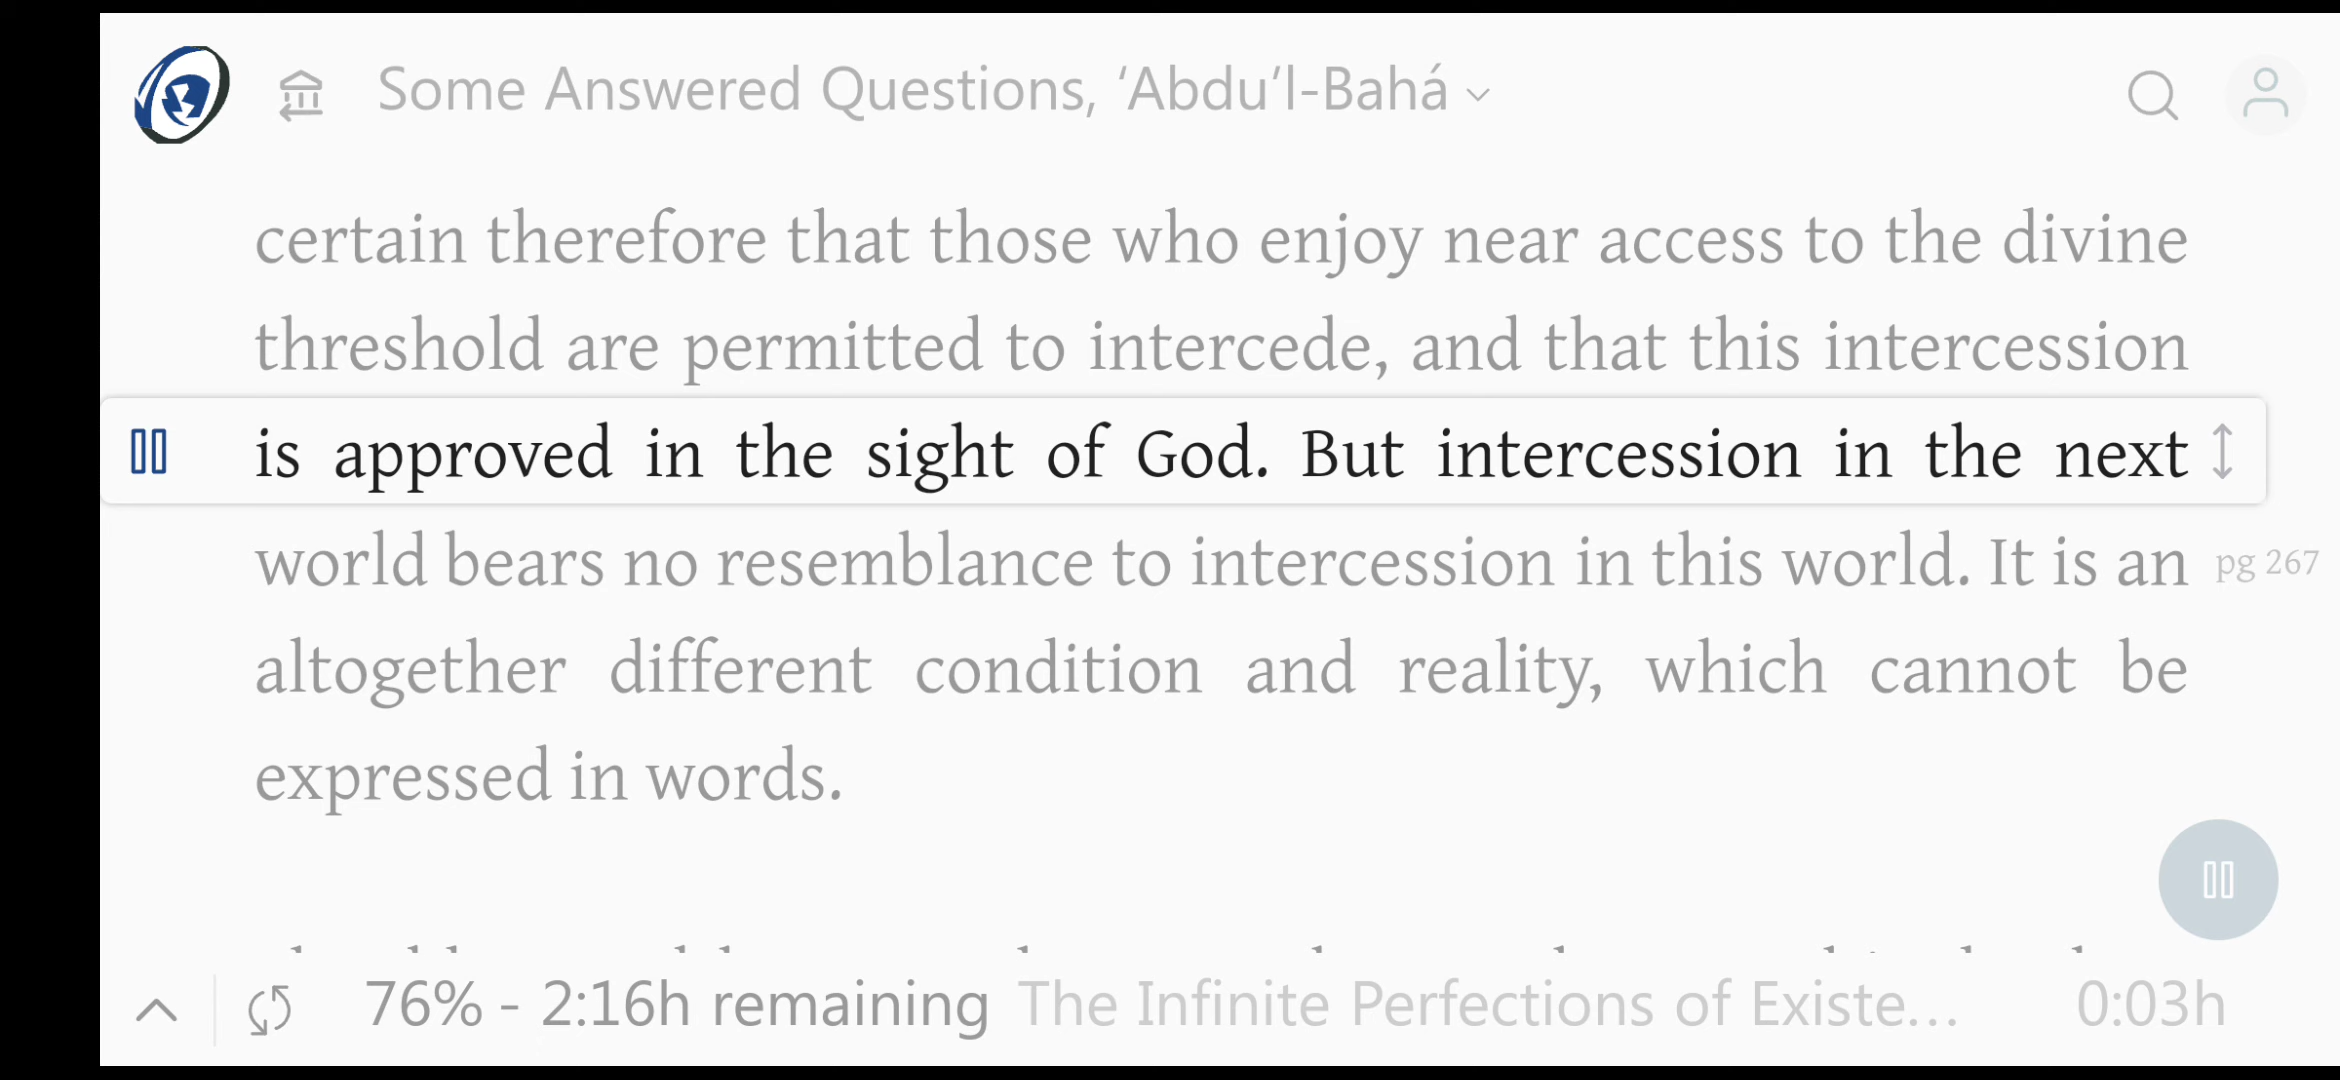 Some Answered Questions, ‘Abdu’l-Bahá
certain therefore that those who enjoy near access to the divine
threshold are permitted to intercede, and that this intercession
is approved in the sight of God. But intercession in the next
world bears no resemblance to intercession in this world. It is an pg 267
altogether different condition and reality, which cannot be
expressed in words.
76% - 2:16h remaining The Infinite Perfections of Existe... 0:03h